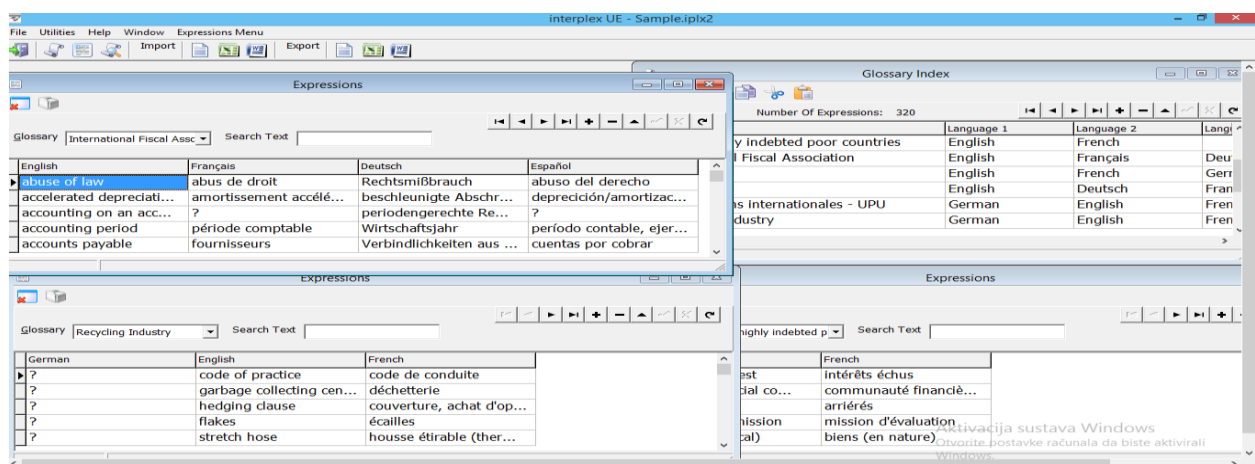 interplex UE - Sample.iplx2
File Utilities Help Window Expressions Menu
Import Export
Expressions
Glossary International Fiscal Assc Search Text
English Français Deutsch Español
abuse of law abus de droit Rechtsmißbrauch abuso del derecho
accelerated depreciati... amortissement accélé... beschleunigte Abschr... deprecición/amortizac...
accounting on an acc... ? periodengerechte Re... ?
accounting period période comptable Wirtschaftsjahr período contable, ejer...
accounts payable fournisseurs Verbindlichkeiten aus ... cuentas por cobrar
Glossary Index
Number Of Expressions: 320
Language 1 Language 2 Langu
y indebted poor countries English French
l Fiscal Association English Français Deu
English French Gerr
English Deutsch Fran
ns internationales - UPU German English Fren
dustry German English Fren
Expressions
Glossary Recycling Industry Search Text
German English French
? code of practice code de conduite
? garbage collecting cen... déchetterie
? hedging clause couverture, achat d'op...
? flakes écailles
? stretch hose housse étirable (ther...
Expressions
highly indebted p Search Text
French
est intérêts échus
cial co... communauté financiè...
arriérés
mission mission d'évaluation
cal) biens (en nature)
Aktivacija sustava Windows
Otvorite postavke računala da biste aktivirali
Windows.